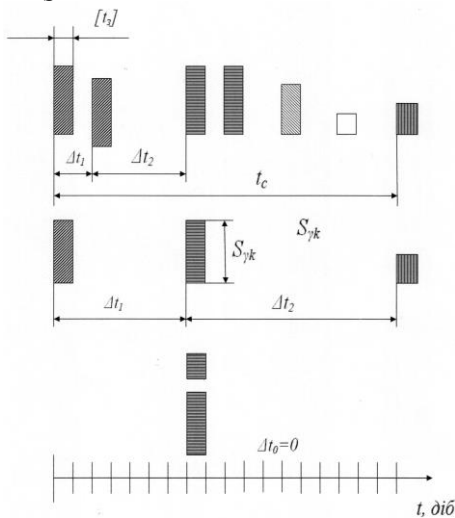 [t₃]
Δt₁ Δt₂
t_c
S_γk S_γk
Δt₁ Δt₂
Δt₀=0
t, діб